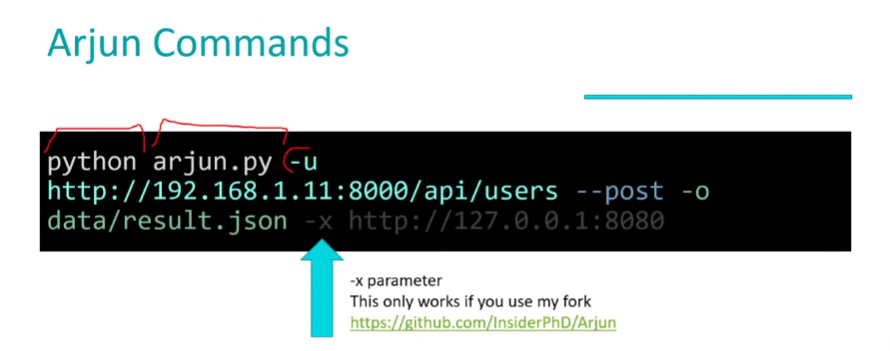 Arjun Commands
python arjun.py -u
http://192.168.1.11:8000/api/users --post -o
data/result.json -x http://127.0.0.1:8080
-x parameter
This only works if you use my fork
https://github.com/InsiderPhD/Arjun